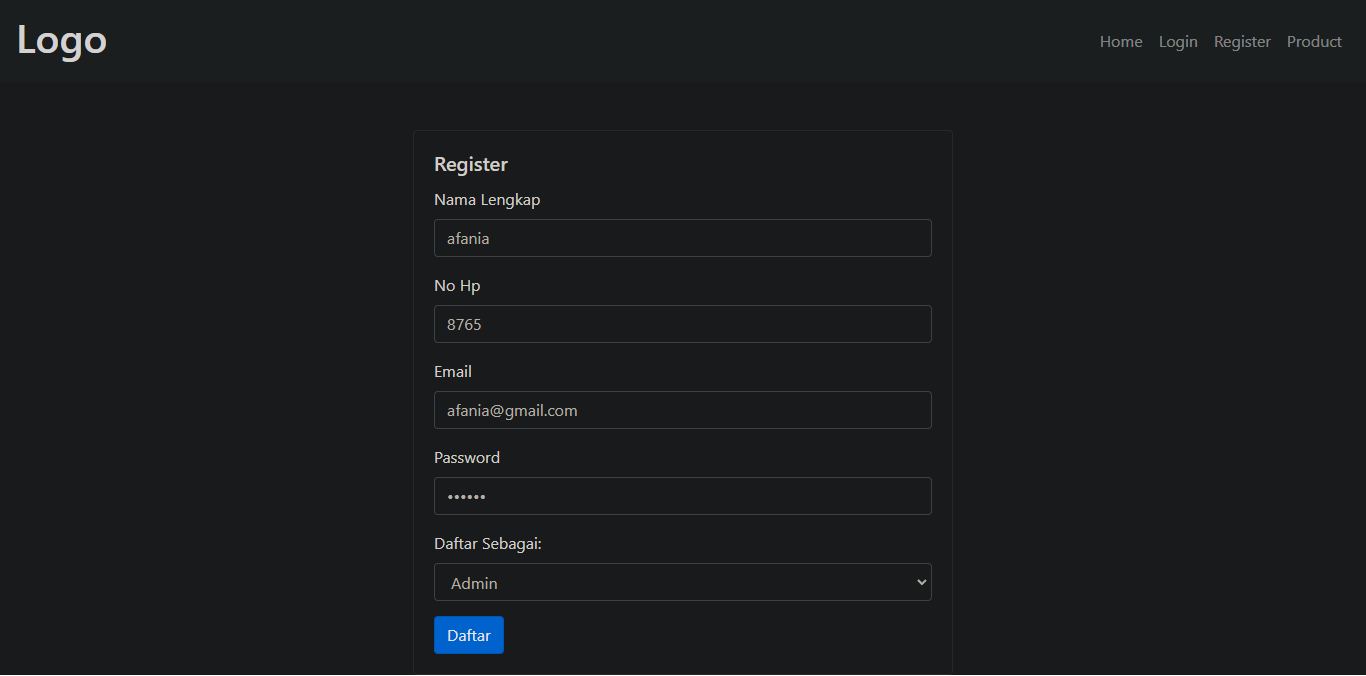 Logo
Home Login Register Product
Register
Nama Lengkap
afania
No Hp
8765
Email
afania@gmail.com
Password
••••••
Daftar Sebagai:
Admin
Daftar